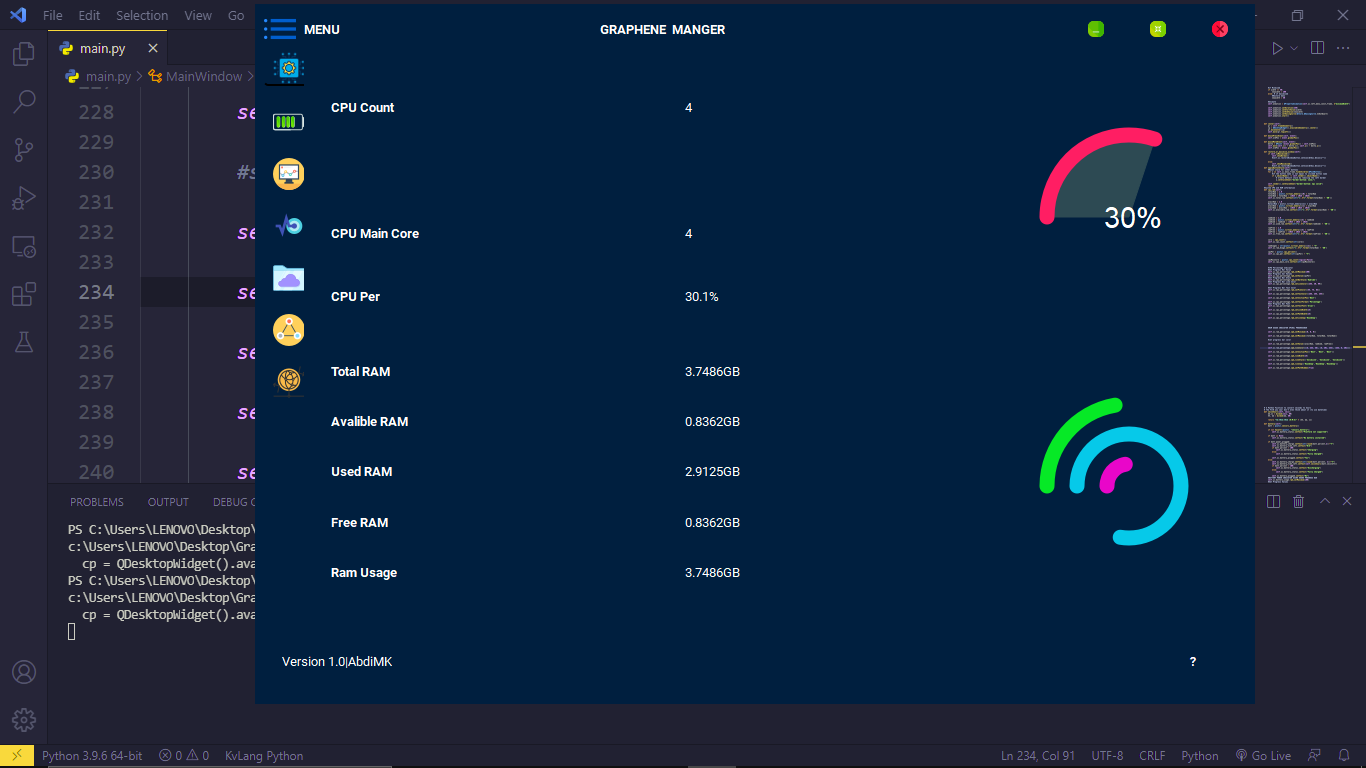 File Edit Selection View Go
MENU
GRAPHENE MANGER
main.py
main.py > MainWindow >
228 se
229
230 #s
231
232 se
233
234 se
235
236 se
237
238 se
239
240 se
CPU Count 4
CPU Main Core 4
CPU Per 30.1%
Total RAM 3.7486GB
Avalible RAM 0.8362GB
Used RAM 2.9125GB
Free RAM 0.8362GB
Ram Usage 3.7486GB
30%
Version 1.0|AbdiMK
?
PROBLEMS OUTPUT DEBUG C
PS C:\Users\LENOVO\Desktop\
c:\Users\LENOVO\Desktop\Gra
cp = QDesktopWidget().ava
PS C:\Users\LENOVO\Desktop\
c:\Users\LENOVO\Desktop\Gra
cp = QDesktopWidget().ava
Python 3.9.6 64-bit 0 0 KvLang Python
Ln 234, Col 91 UTF-8 CRLF Python Go Live